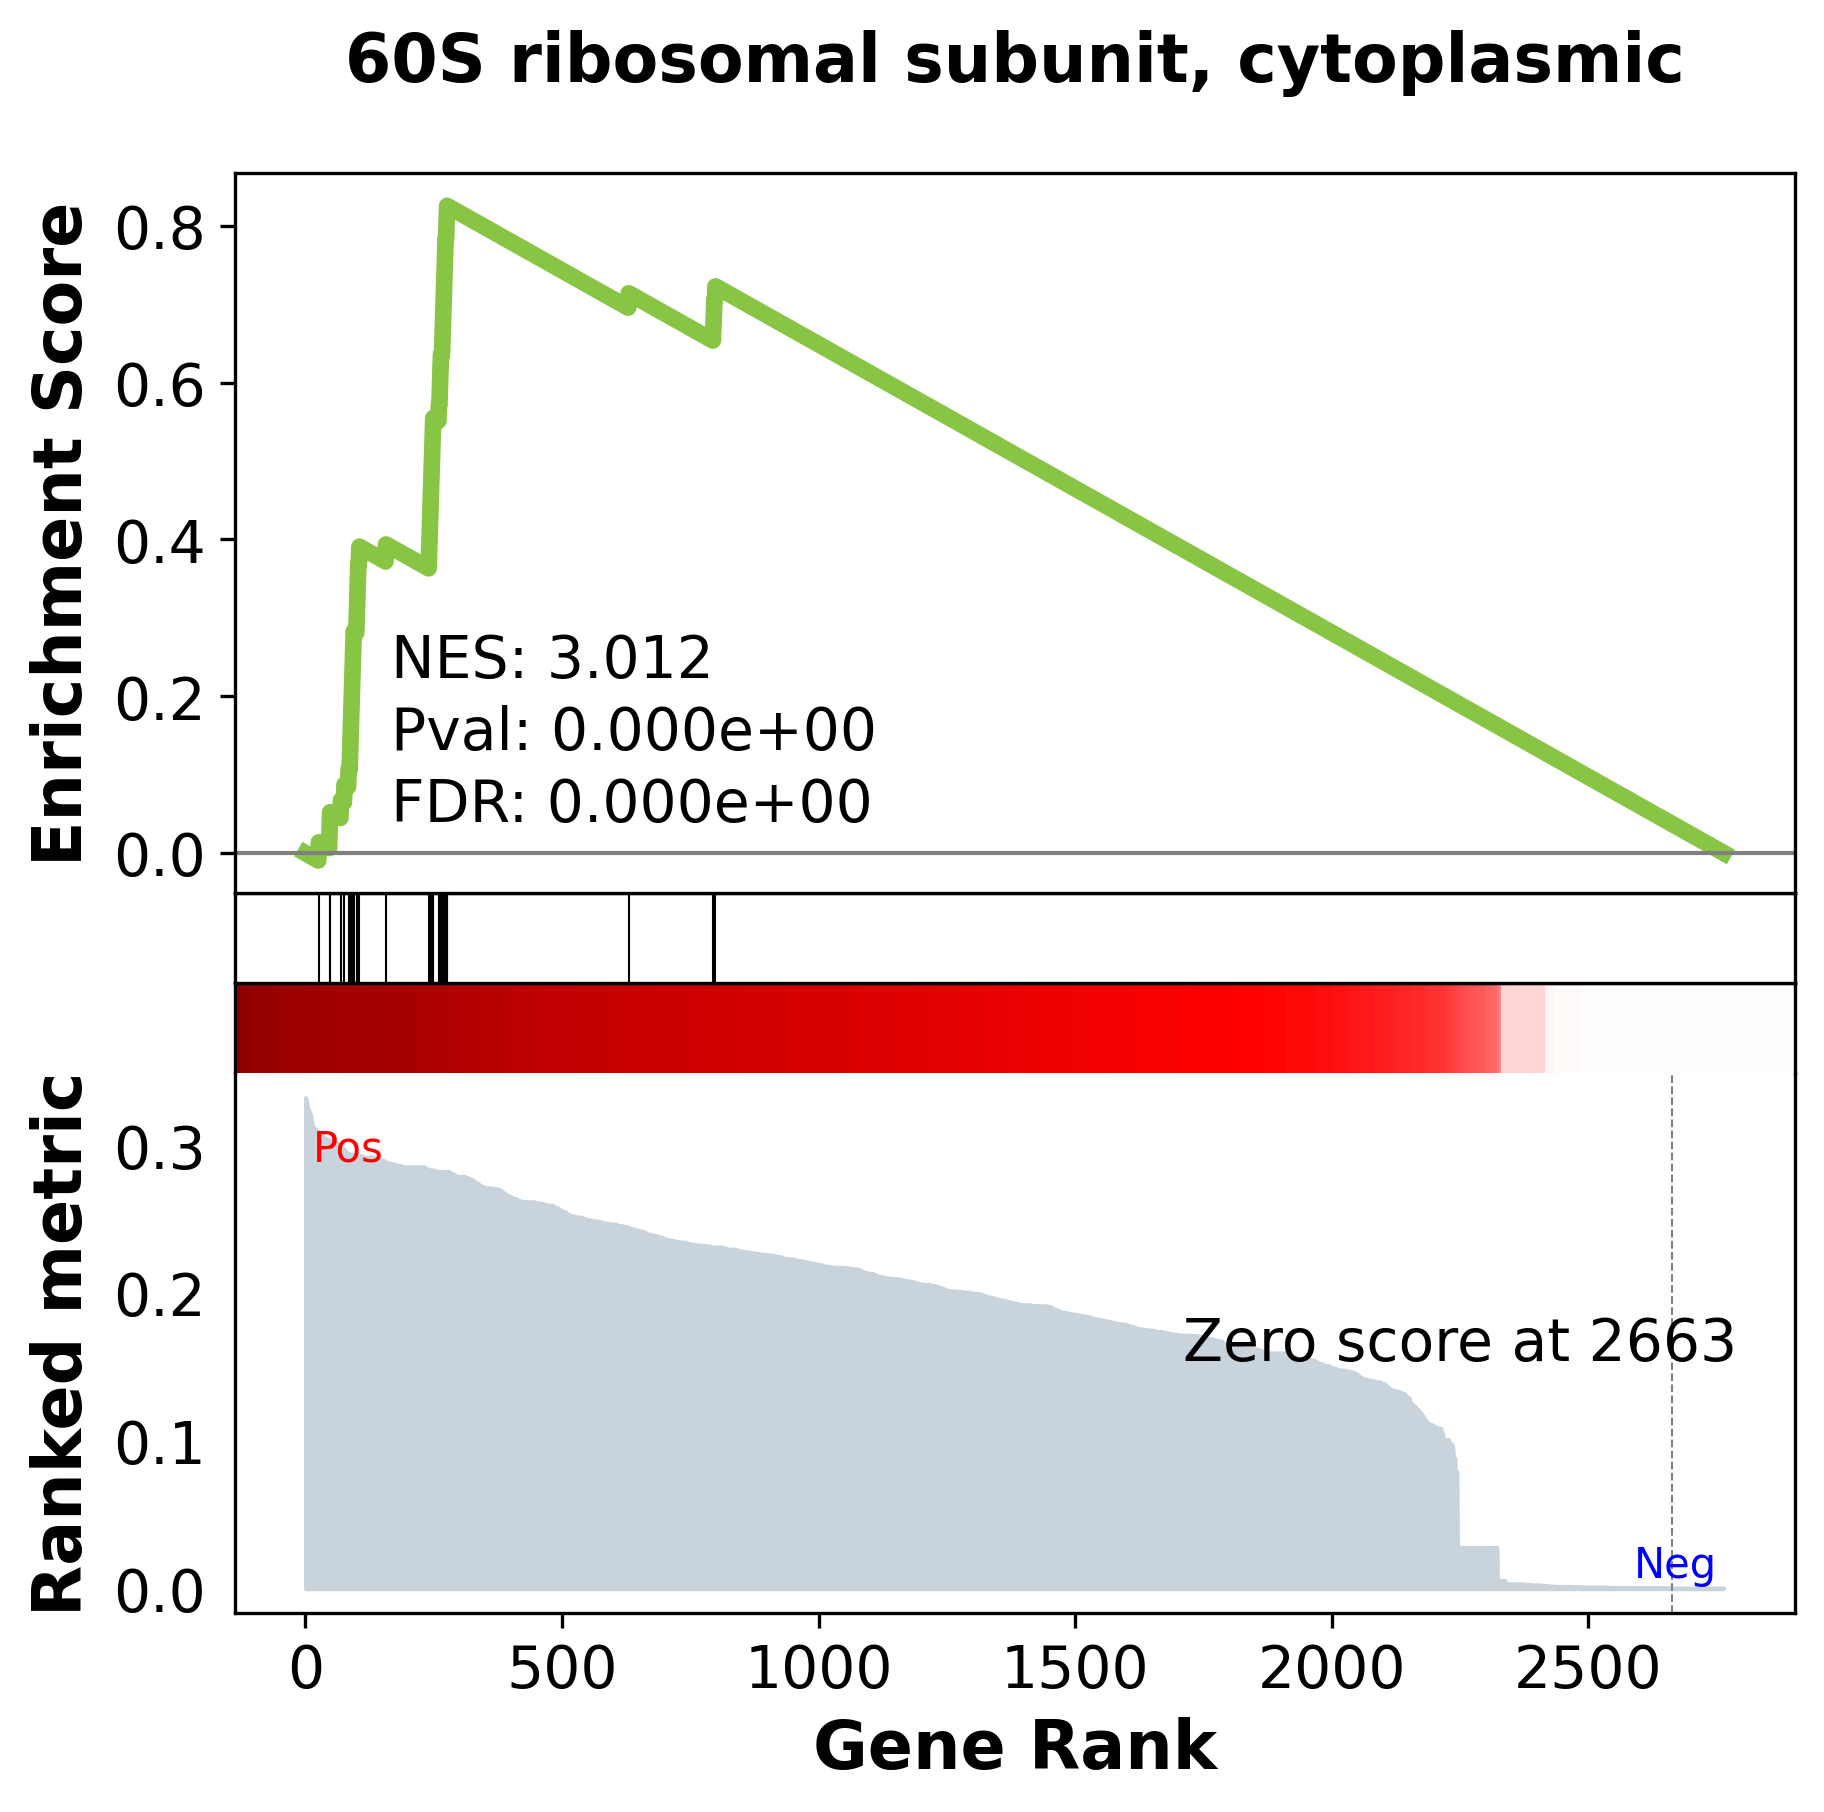 60S ribosomal subunit, cytoplasmic
Enrichment Score
0.8
0.6
0.4
0.2
0.0
NES: 3.012
Pval: 0.000e+00
FDR: 0.000e+00
Ranked metric
0.3
0.2
0.1
0.0
Pos
Zero score at 2663
Neg
0 500 1000 1500 2000 2500
Gene Rank